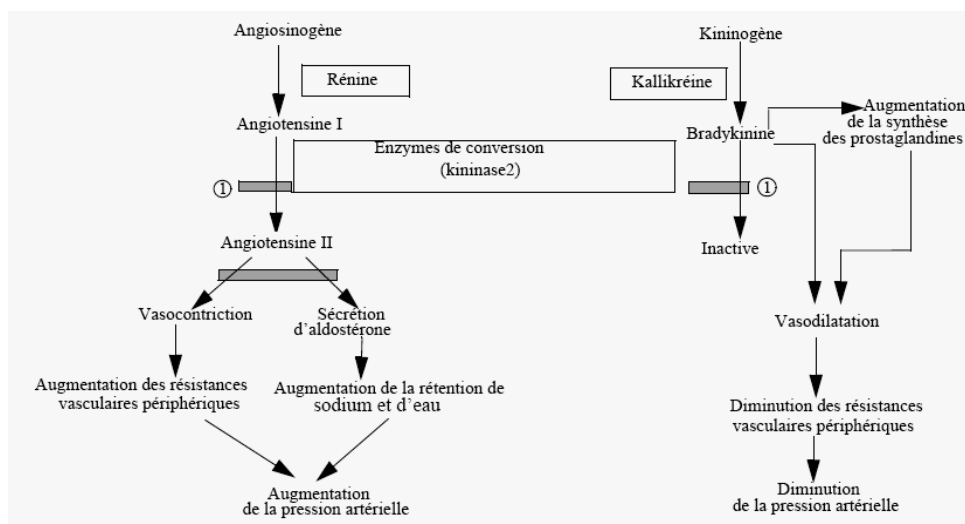 Angiosinogène
Rénine
Angiotensine I
Enzymes de conversion
(kininase2)
①
Angiotensine II
Vasocontriction
Sécrétion
d'aldostérone
Augmentation des résistances
vasculaires périphériques
Augmentation de la rétention de
sodium et d'eau
Augmentation
de la pression artérielle
Kininogène
Kallikréine
Bradykinine
Augmentation
de la synthèse
des prostaglandines
①
Inactive
Vasodilatation
Diminution des résistances
vasculaires périphériques
Diminution
de la pression artérielle